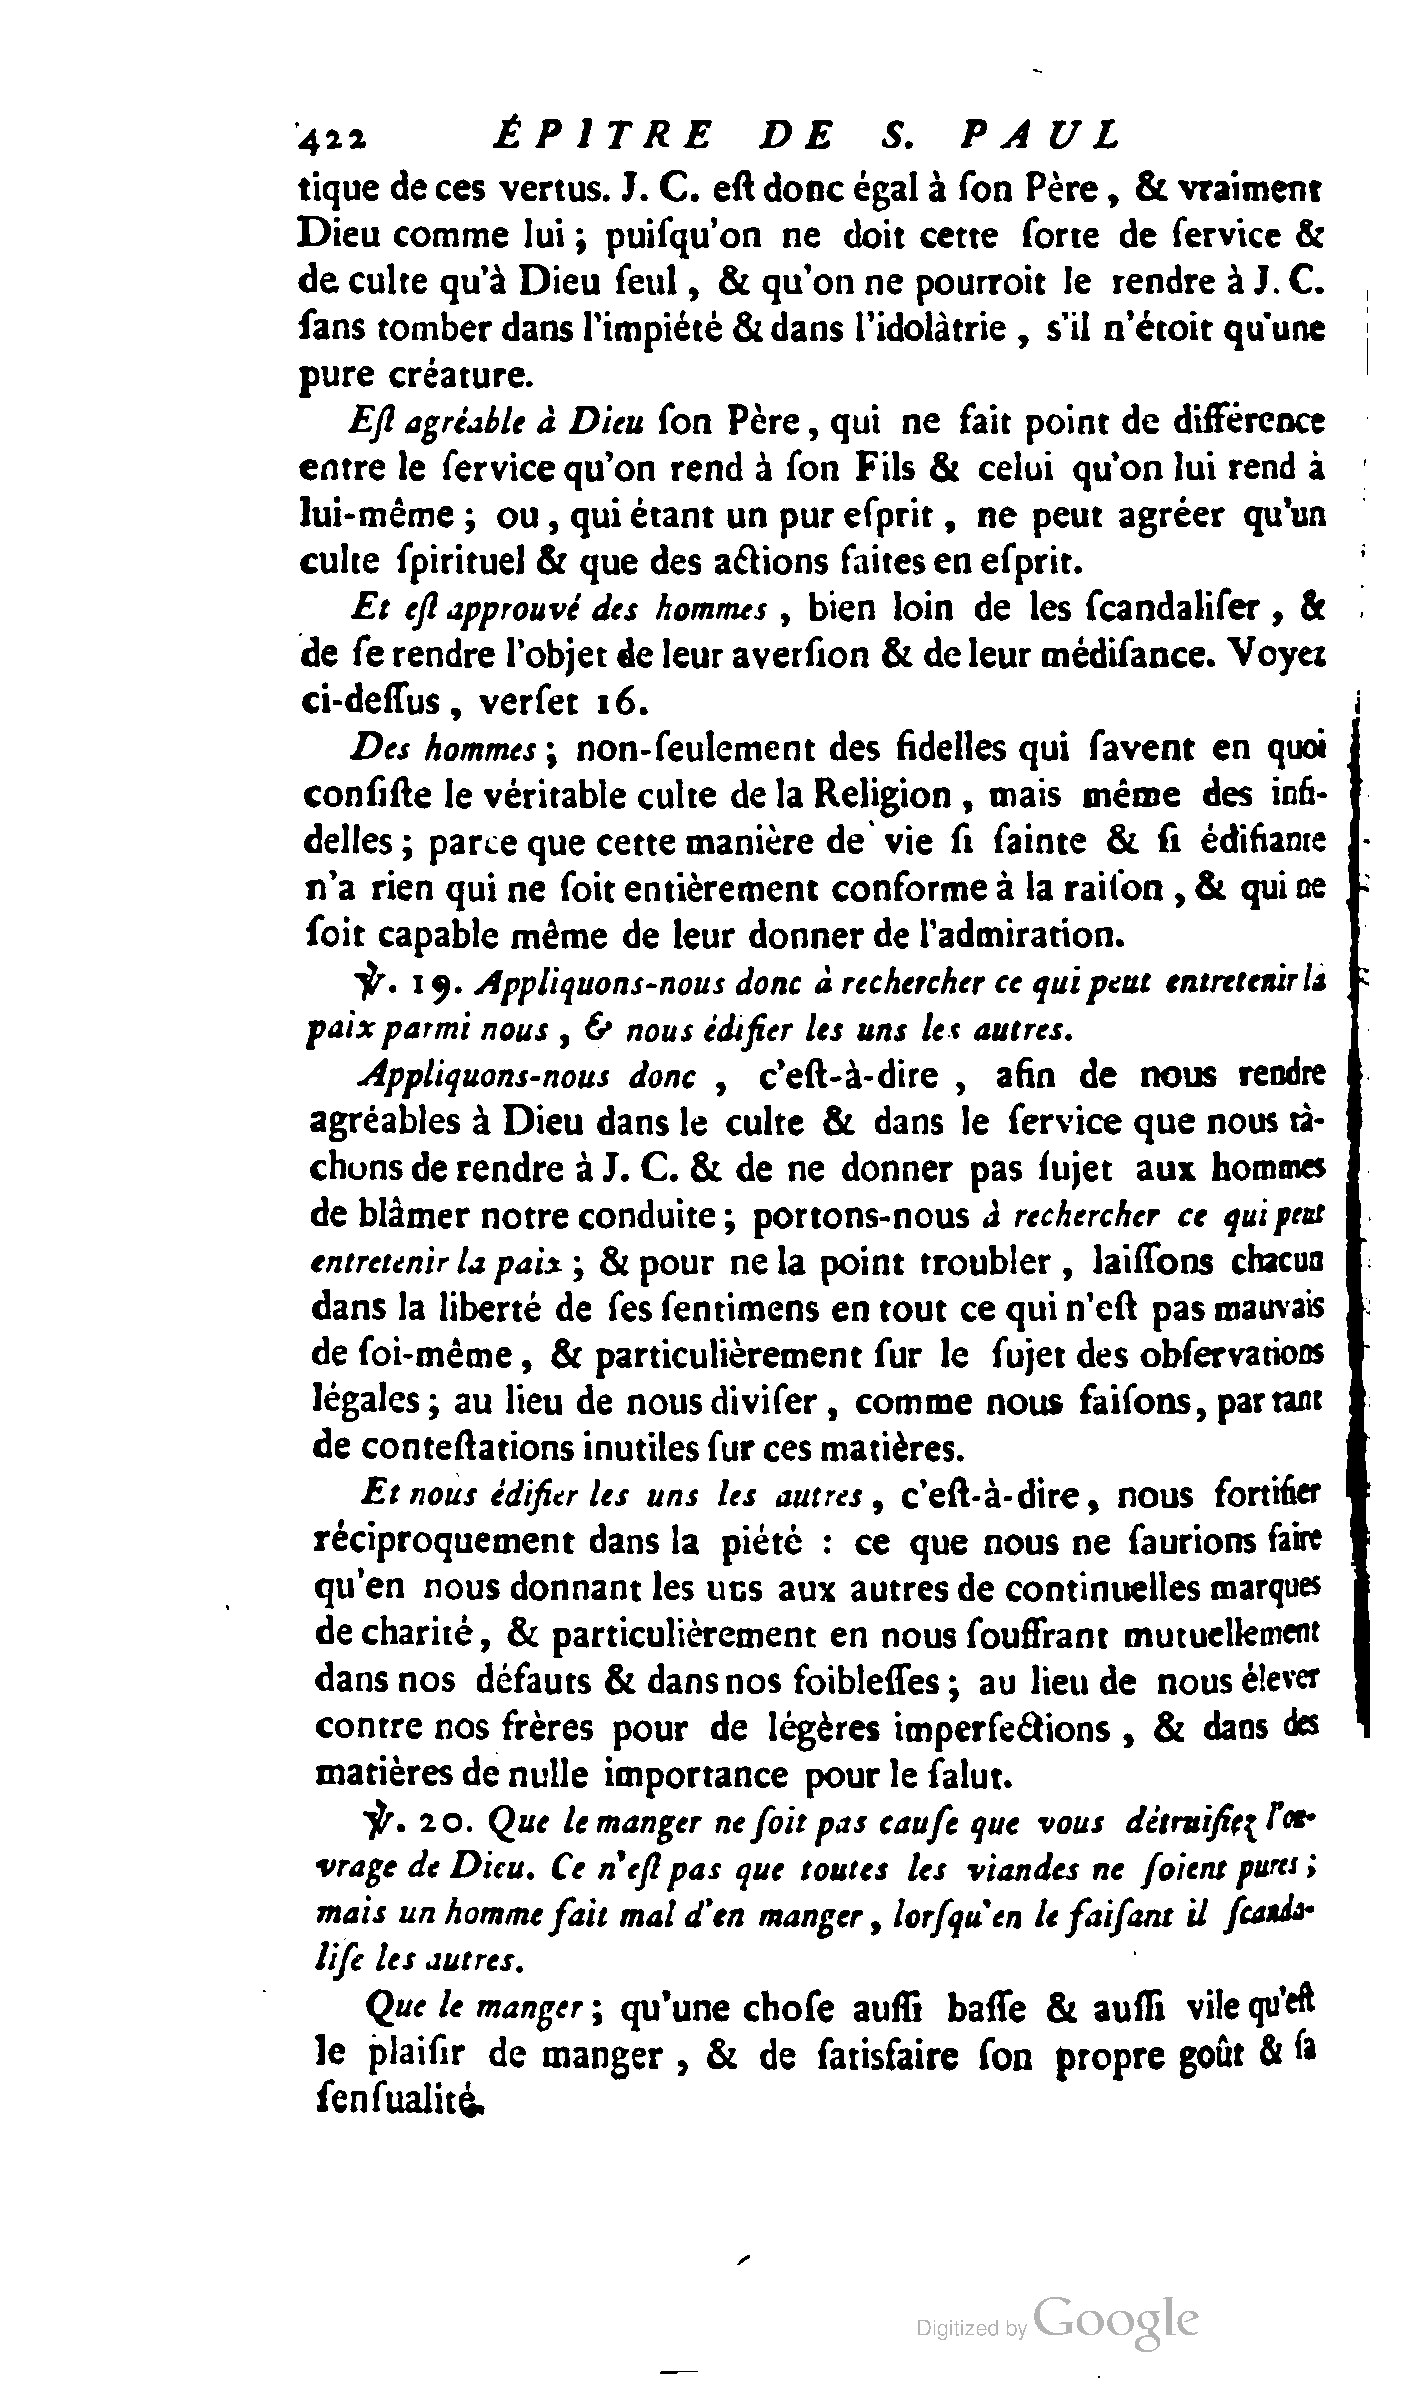 422 ÉPITRE DE S. PAUL
tique de ces vertus. J. C. eſt donc égal à ſon Père, & vraiment
Dieu comme lui ; puiſqu'on ne doit cette ſorte de ſervice &
de culte qu'à Dieu ſeul, & qu'on ne pourroit le rendre à J. C.
ſans tomber dans l'impiété & dans l'idolâtrie, s'il n'étoit qu'une
pure créature.
Eſt agréable à Dieu ſon Père, qui ne fait point de différence
entre le ſervice qu'on rend à ſon Fils & celui qu'on lui rend à
lui-même ; ou, qui étant un pur eſprit, ne peut agréer qu'un
culte ſpirituel & que des actions faites en eſprit.
Et eſt approuvé des hommes, bien loin de les ſcandaliſer, &
de ſe rendre l'objet de leur averſion & de leur médiſance. Voyez
ci-deſſus, verſet 16.
Des hommes ; non-ſeulement des fidelles qui ſavent en quoi
conſiſte le véritable culte de la Religion, mais même des infi-
delles ; parce que cette manière de vie ſi ſainte & ſi édifiante
n'a rien qui ne ſoit entièrement conforme à la raiſon, & qui ne
ſoit capable même de leur donner de l'admiration.
℣. 19. Appliquons-nous donc à rechercher ce qui peut entretenir la
paix parmi nous, & nous édifier les uns les autres.
Appliquons-nous donc, c'eſt-à-dire, afin de nous rendre
agréables à Dieu dans le culte & dans le ſervice que nous tâ-
chons de rendre à J. C. & de ne donner pas ſujet aux hommes
de blâmer notre conduite ; portons-nous à rechercher ce qui peut
entretenir la paix ; & pour ne la point troubler, laiſſons chacun
dans la liberté de ſes ſentimens en tout ce qui n'eſt pas mauvais
de ſoi-même, & particulièrement ſur le ſujet des obſervations
légales ; au lieu de nous diviſer, comme nous faiſons, par tant
de conteſtations inutiles ſur ces matières.
Et nous édifier les uns les autres, c'eſt-à-dire, nous fortifier
réciproquement dans la piété : ce que nous ne ſaurions faire
qu'en nous donnant les uns aux autres de continuelles marques
de charité, & particulièrement en nous ſouffrant mutuellement
dans nos défauts & dans nos foibleſſes ; au lieu de nous élever
contre nos frères pour de légères imperfections, & dans des
matières de nulle importance pour le ſalut.
℣. 20. Que le manger ne ſoit pas cauſe que vous détruiſiez l'ou-
vrage de Dieu. Ce n'eſt pas que toutes les viandes ne ſoient pures ;
mais un homme fait mal d'en manger, lorſqu'en le faiſant il ſcanda-
liſe les autres.
Que le manger ; qu'une choſe auſſi baſſe & auſſi vile qu'eſt
le plaiſir de manger, & de ſatisfaire ſon propre goût & ſa
ſenſualité.
Digitized by Google